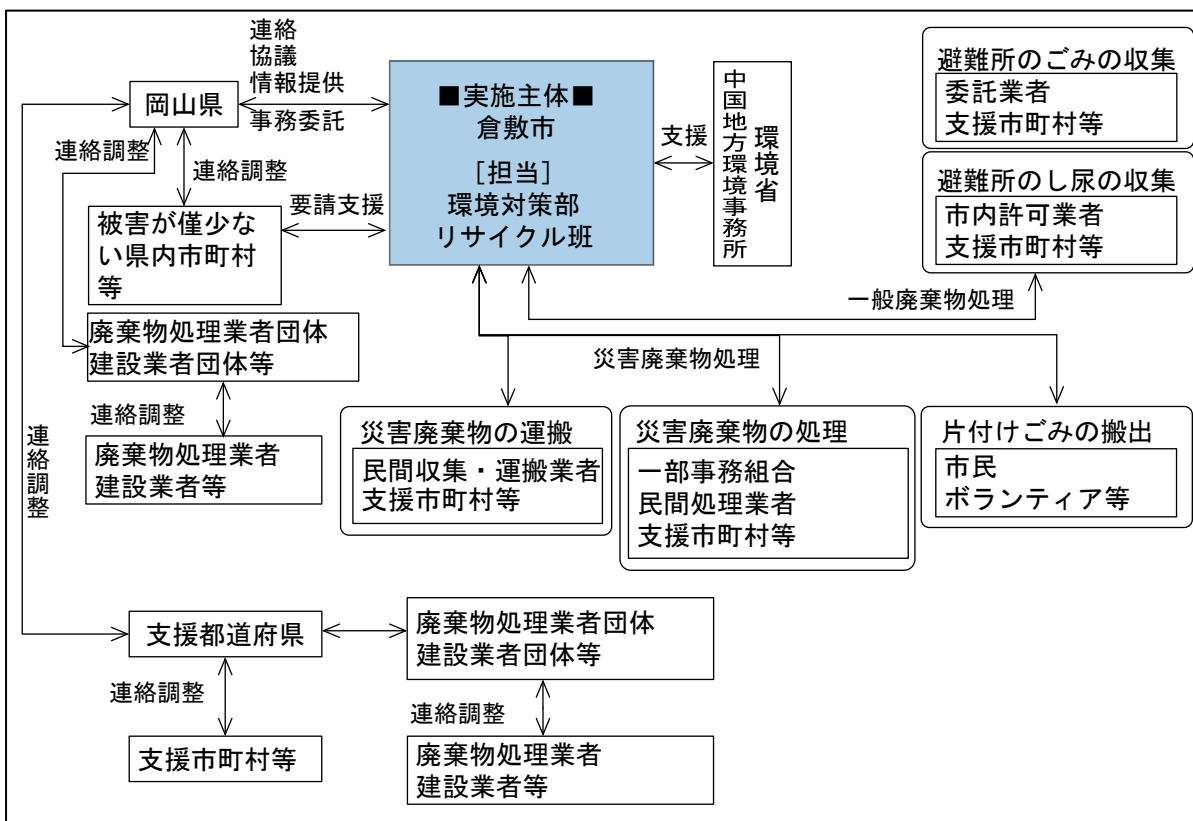 連絡
協議
情報提供
事務委託
岡山県
連絡調整
連絡調整
被害が僅少な
い県内市町村
等
要請支援
■実施主体■
倉敷市
[担当]
環境対策部
リサイクル班
支援
環境省
中国地方環境事務所
避難所のごみの収集
委託業者
支援市町村等
避難所のし尿の収集
市内許可業者
支援市町村等
一般廃棄物処理
災害廃棄物処理
廃棄物処理業者団体
建設業者団体等
連絡調整
廃棄物処理業者
建設業者等
連絡調整
災害廃棄物の運搬
民間収集・運搬業者
支援市町村等
災害廃棄物の処理
一部事務組合
民間処理業者
支援市町村等
片付けごみの搬出
市民
ボランティア等
支援都道府県
連絡調整
支援市町村等
廃棄物処理業者団体
建設業者団体等
連絡調整
廃棄物処理業者
建設業者等